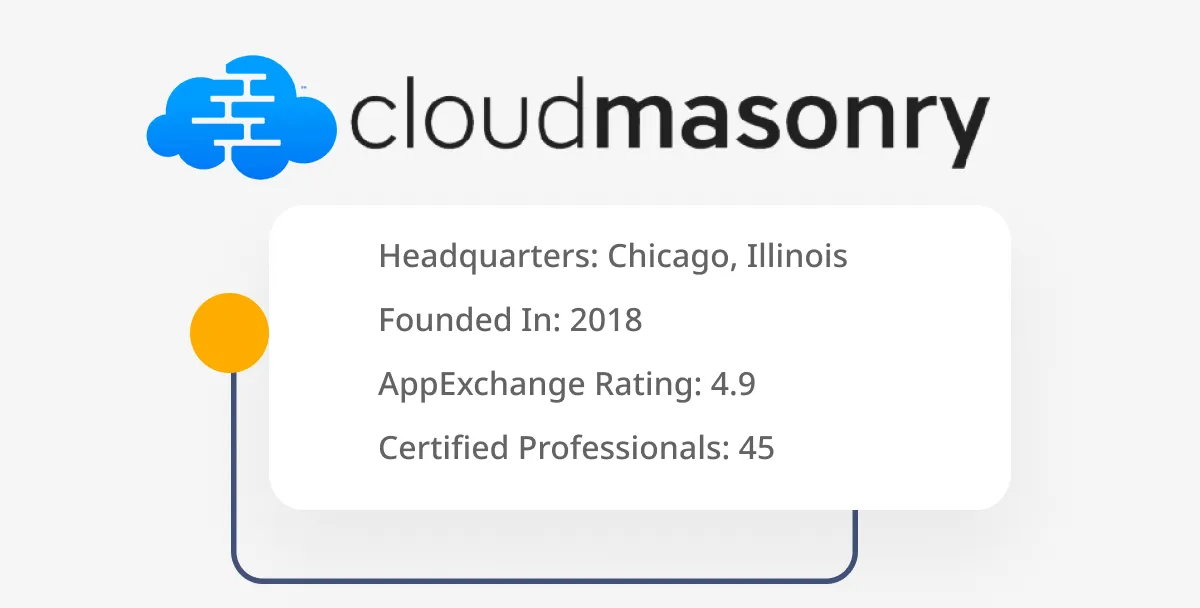 cloudmasonry
Headquarters: Chicago, Illinois
Founded In: 2018
AppExchange Rating: 4.9
Certified Professionals: 45